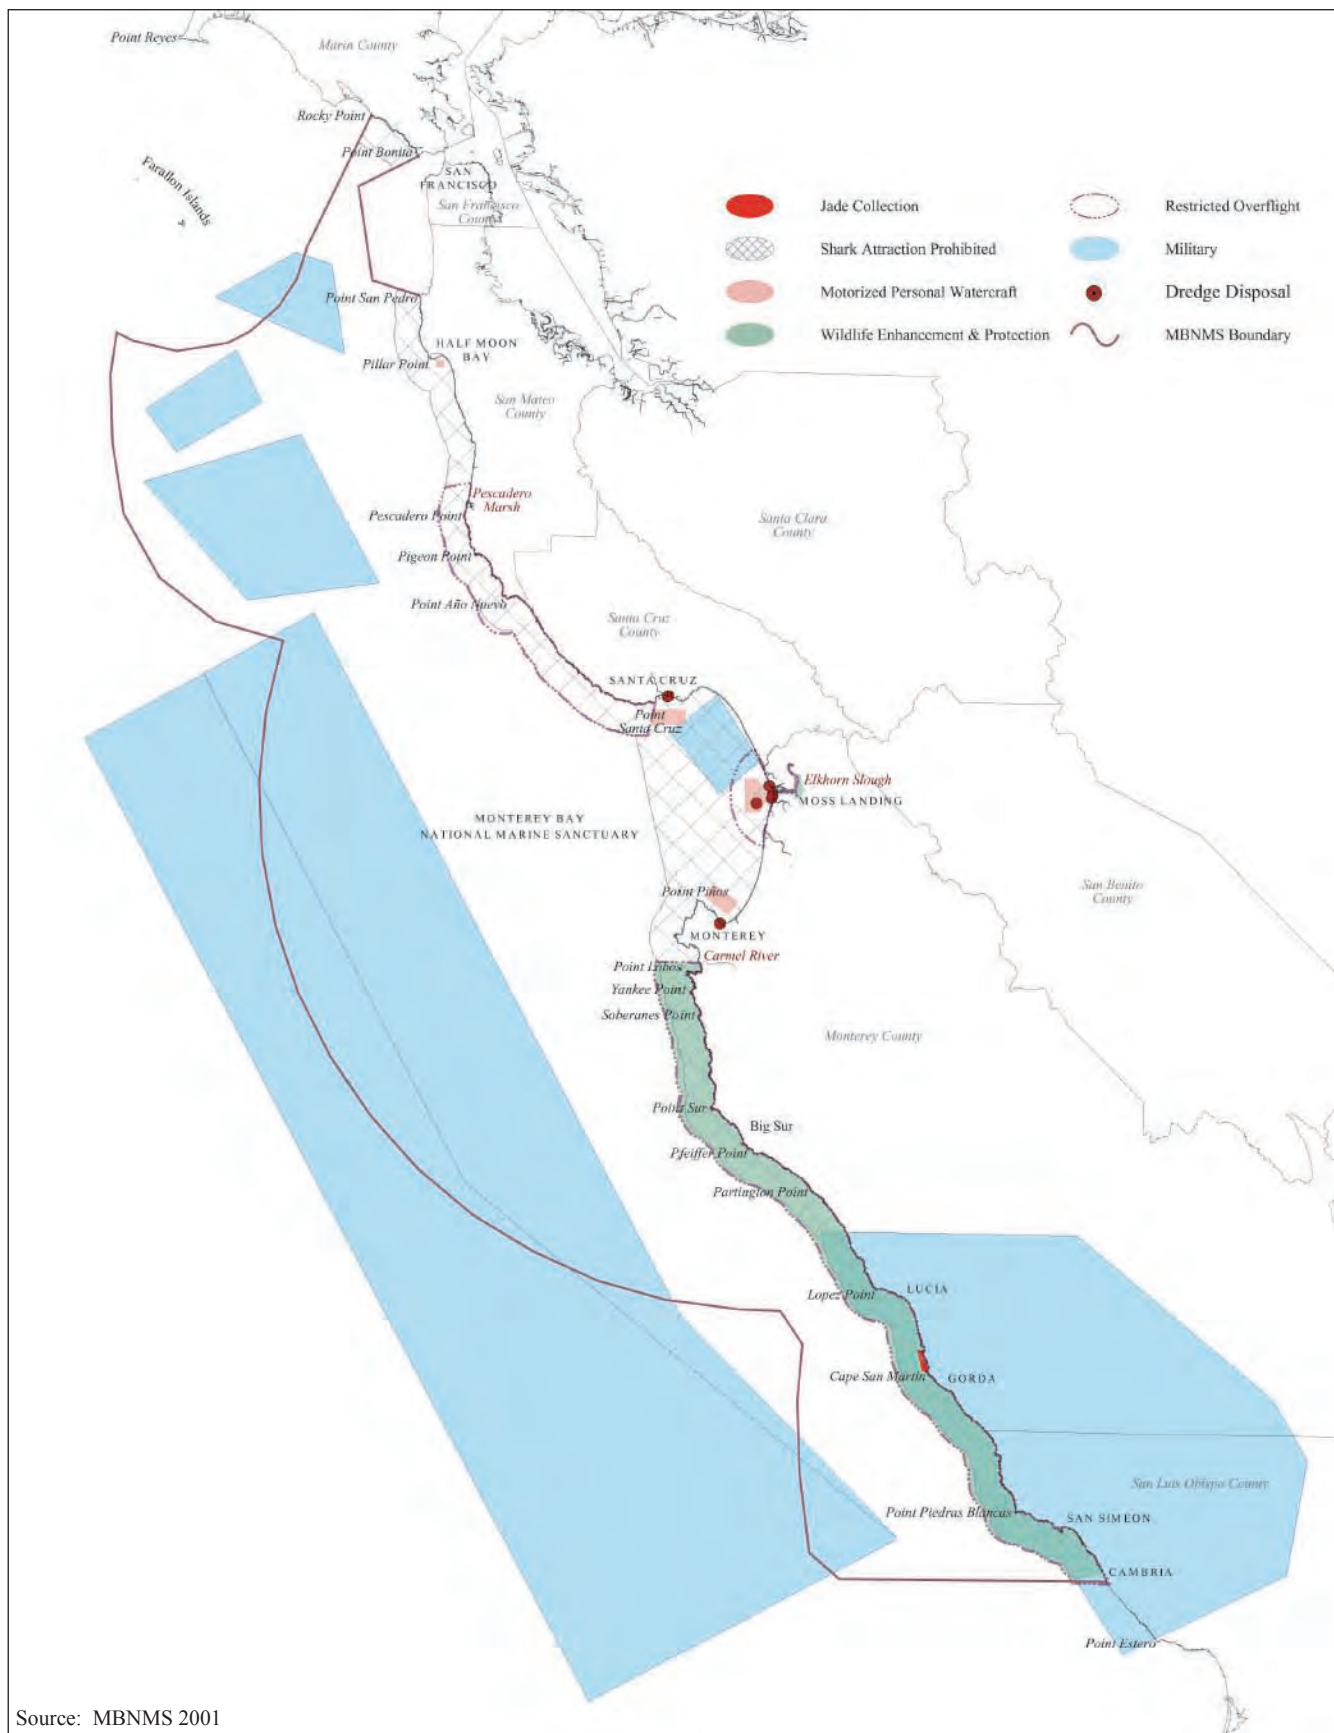 Point Reyes
Marin County
Rocky Point
Point Bonita
Farallon Islands
SAN
FRANCISCO
San Francisco
County
Jade Collection
Restricted Overflight
Shark Attraction Prohibited
Military
Motorized Personal Watercraft
Dredge Disposal
Wildlife Enhancement & Protection
MBNMS Boundary
Point San Pedro
HALF MOON
BAY
Pillar Point
San Mateo
County
Pescadero
Marsh
Pescadero Point
Santa Clara
County
Pigeon Point
Point Año Nuevo
Santa Cruz
County
SANTA CRUZ
Point
Santa Cruz
Elkhorn Slough
MOSS LANDING
MONTEREY BAY
NATIONAL MARINE SANCTUARY
Point Piños
San Benito
County
MONTEREY
Carmel River
Point Lobos
Yankee Point
Soberanes Point
Monterey County
Point Sur
Big Sur
Pfeiffer Point
Partington Point
LUCIA
Lopez Point
Cape San Martin
GORDA
San Luis Obispo County
Point Piedras Blancas
SAN SIMEON
CAMBRIA
Point Estero
Source: MBNMS 2001